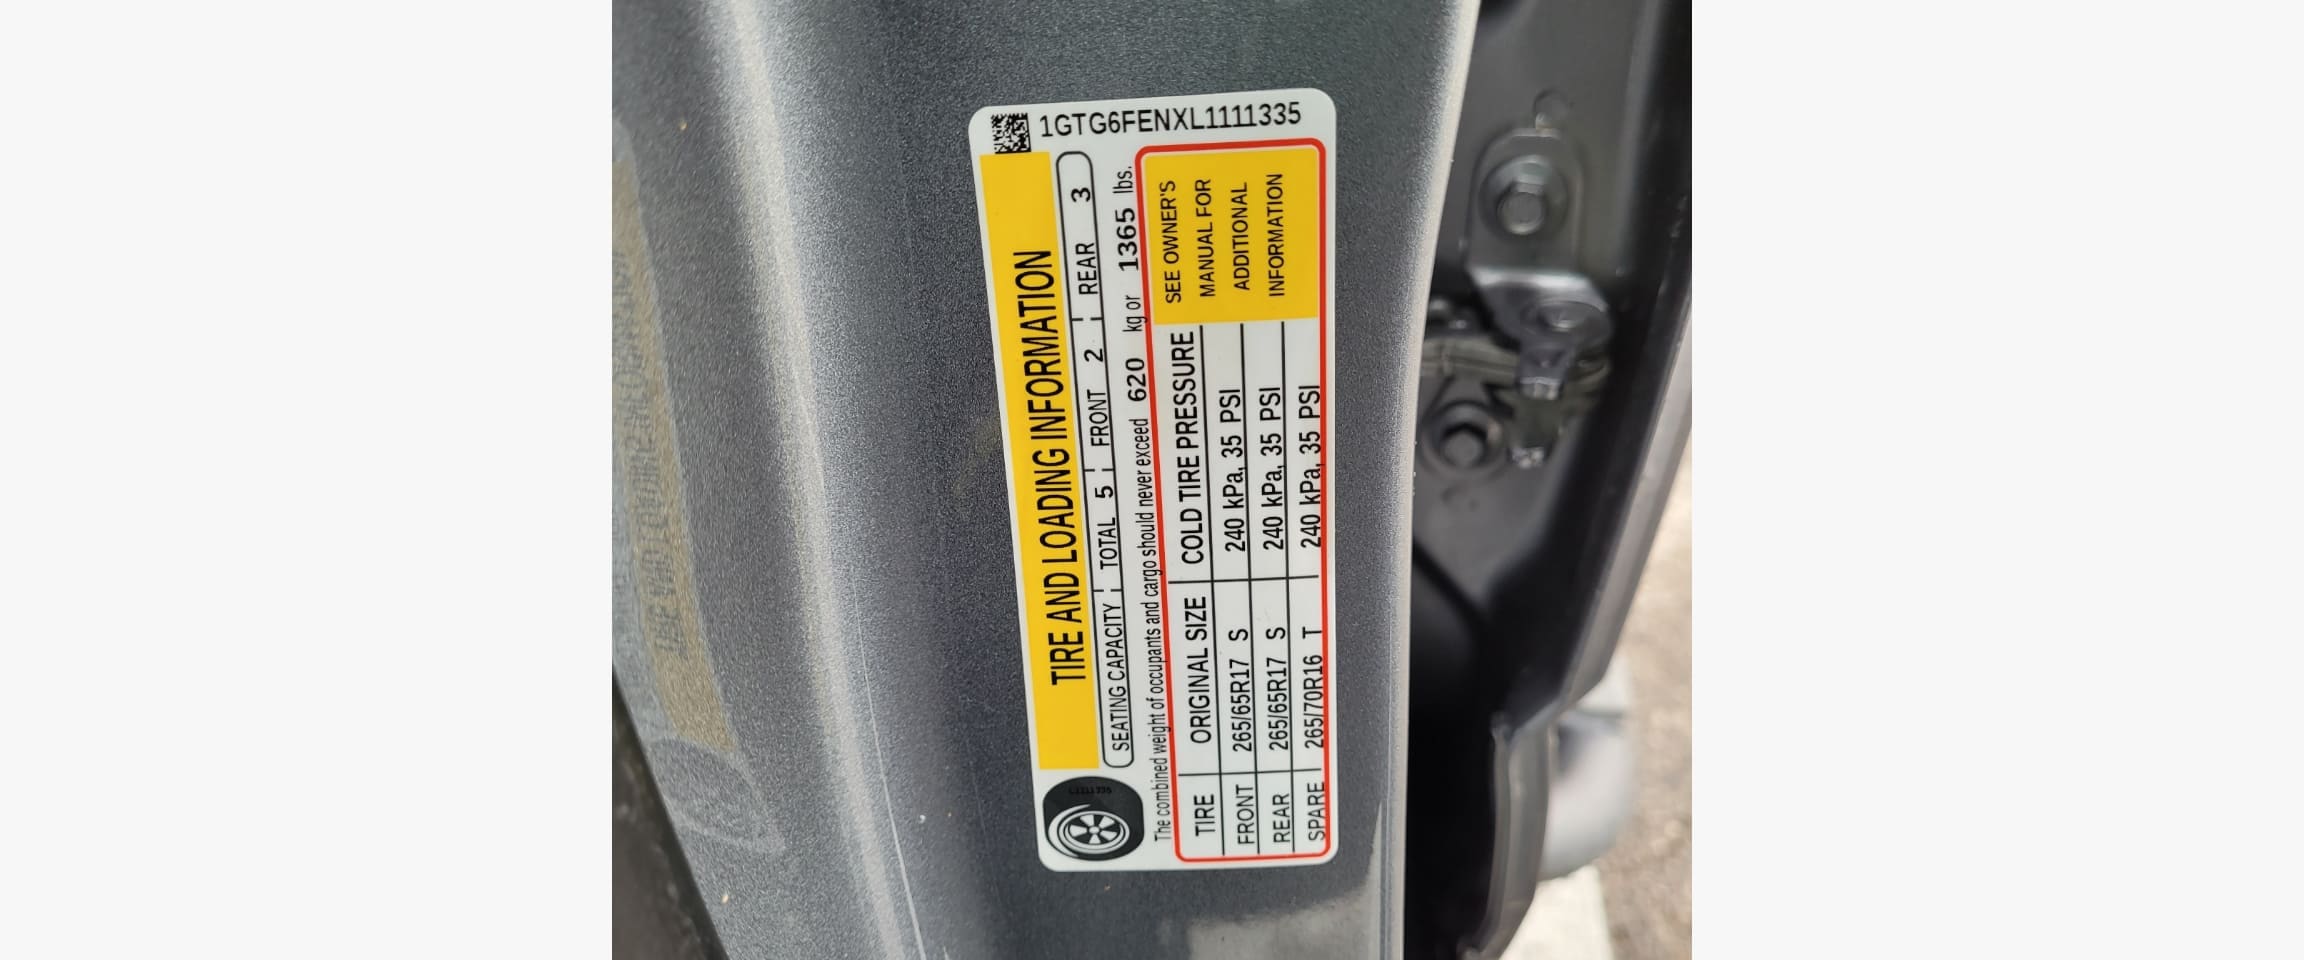 1GTG6FENXL1111335
TIRE AND LOADING INFORMATION
SEATING CAPACITY TOTAL 5 FRONT 2 REAR 3
The combined weight of occupants and cargo should never exceed 620 kg or 1365 lbs.
TIRE ORIGINAL SIZE COLD TIRE PRESSURE
FRONT 265/65R17 S 240 kPa, 35 PSI
REAR 265/65R17 S 240 kPa, 35 PSI
SPARE 265/70R16 T 240 kPa, 35 PSI
SEE OWNER'S
MANUAL FOR
ADDITIONAL
INFORMATION